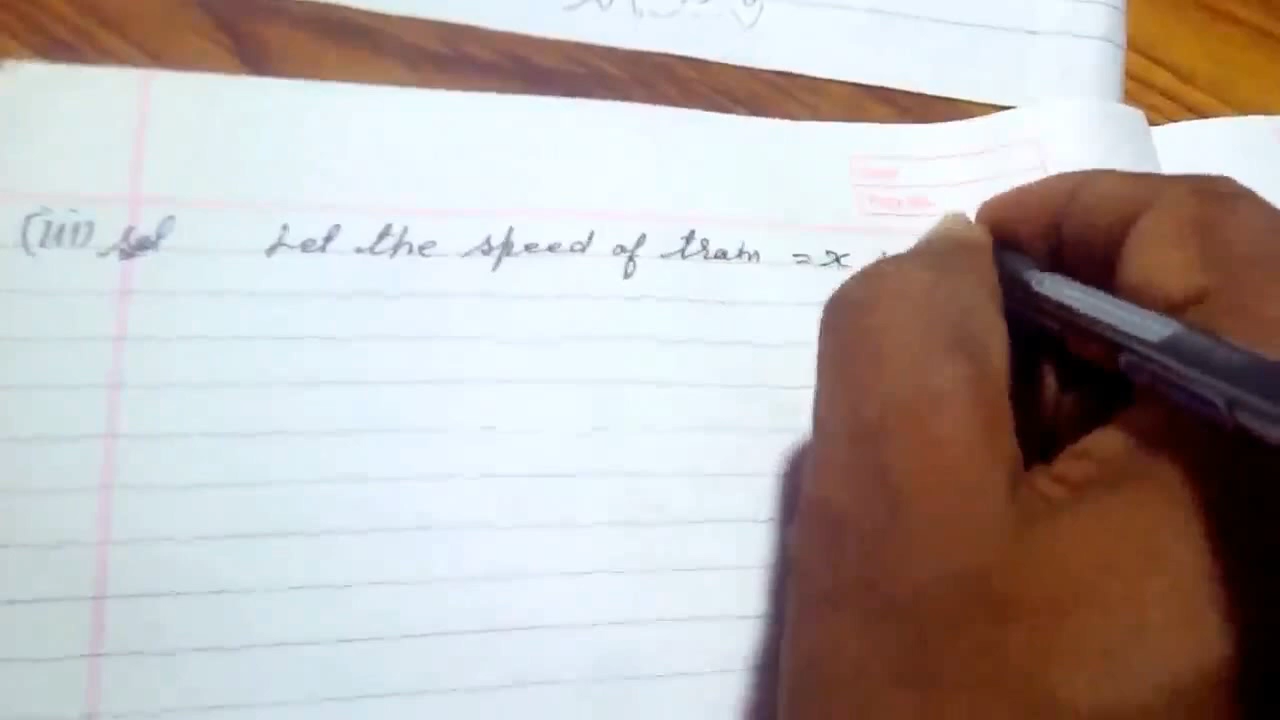 (iii) sol Let the speed of train = x